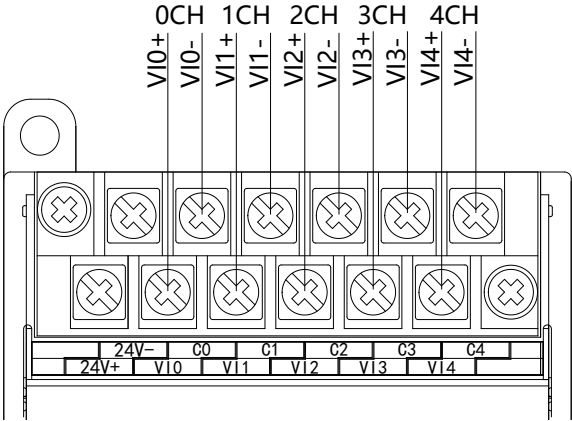 0CH 1CH 2CH 3CH 4CH
VI0+ VI0- VI1+ VI1- VI2+ VI2- VI3+ VI3- VI4+ VI4-
24V- C0 C1 C2 C3 C4
24V+ VI0 VI1 VI2 VI3 VI4